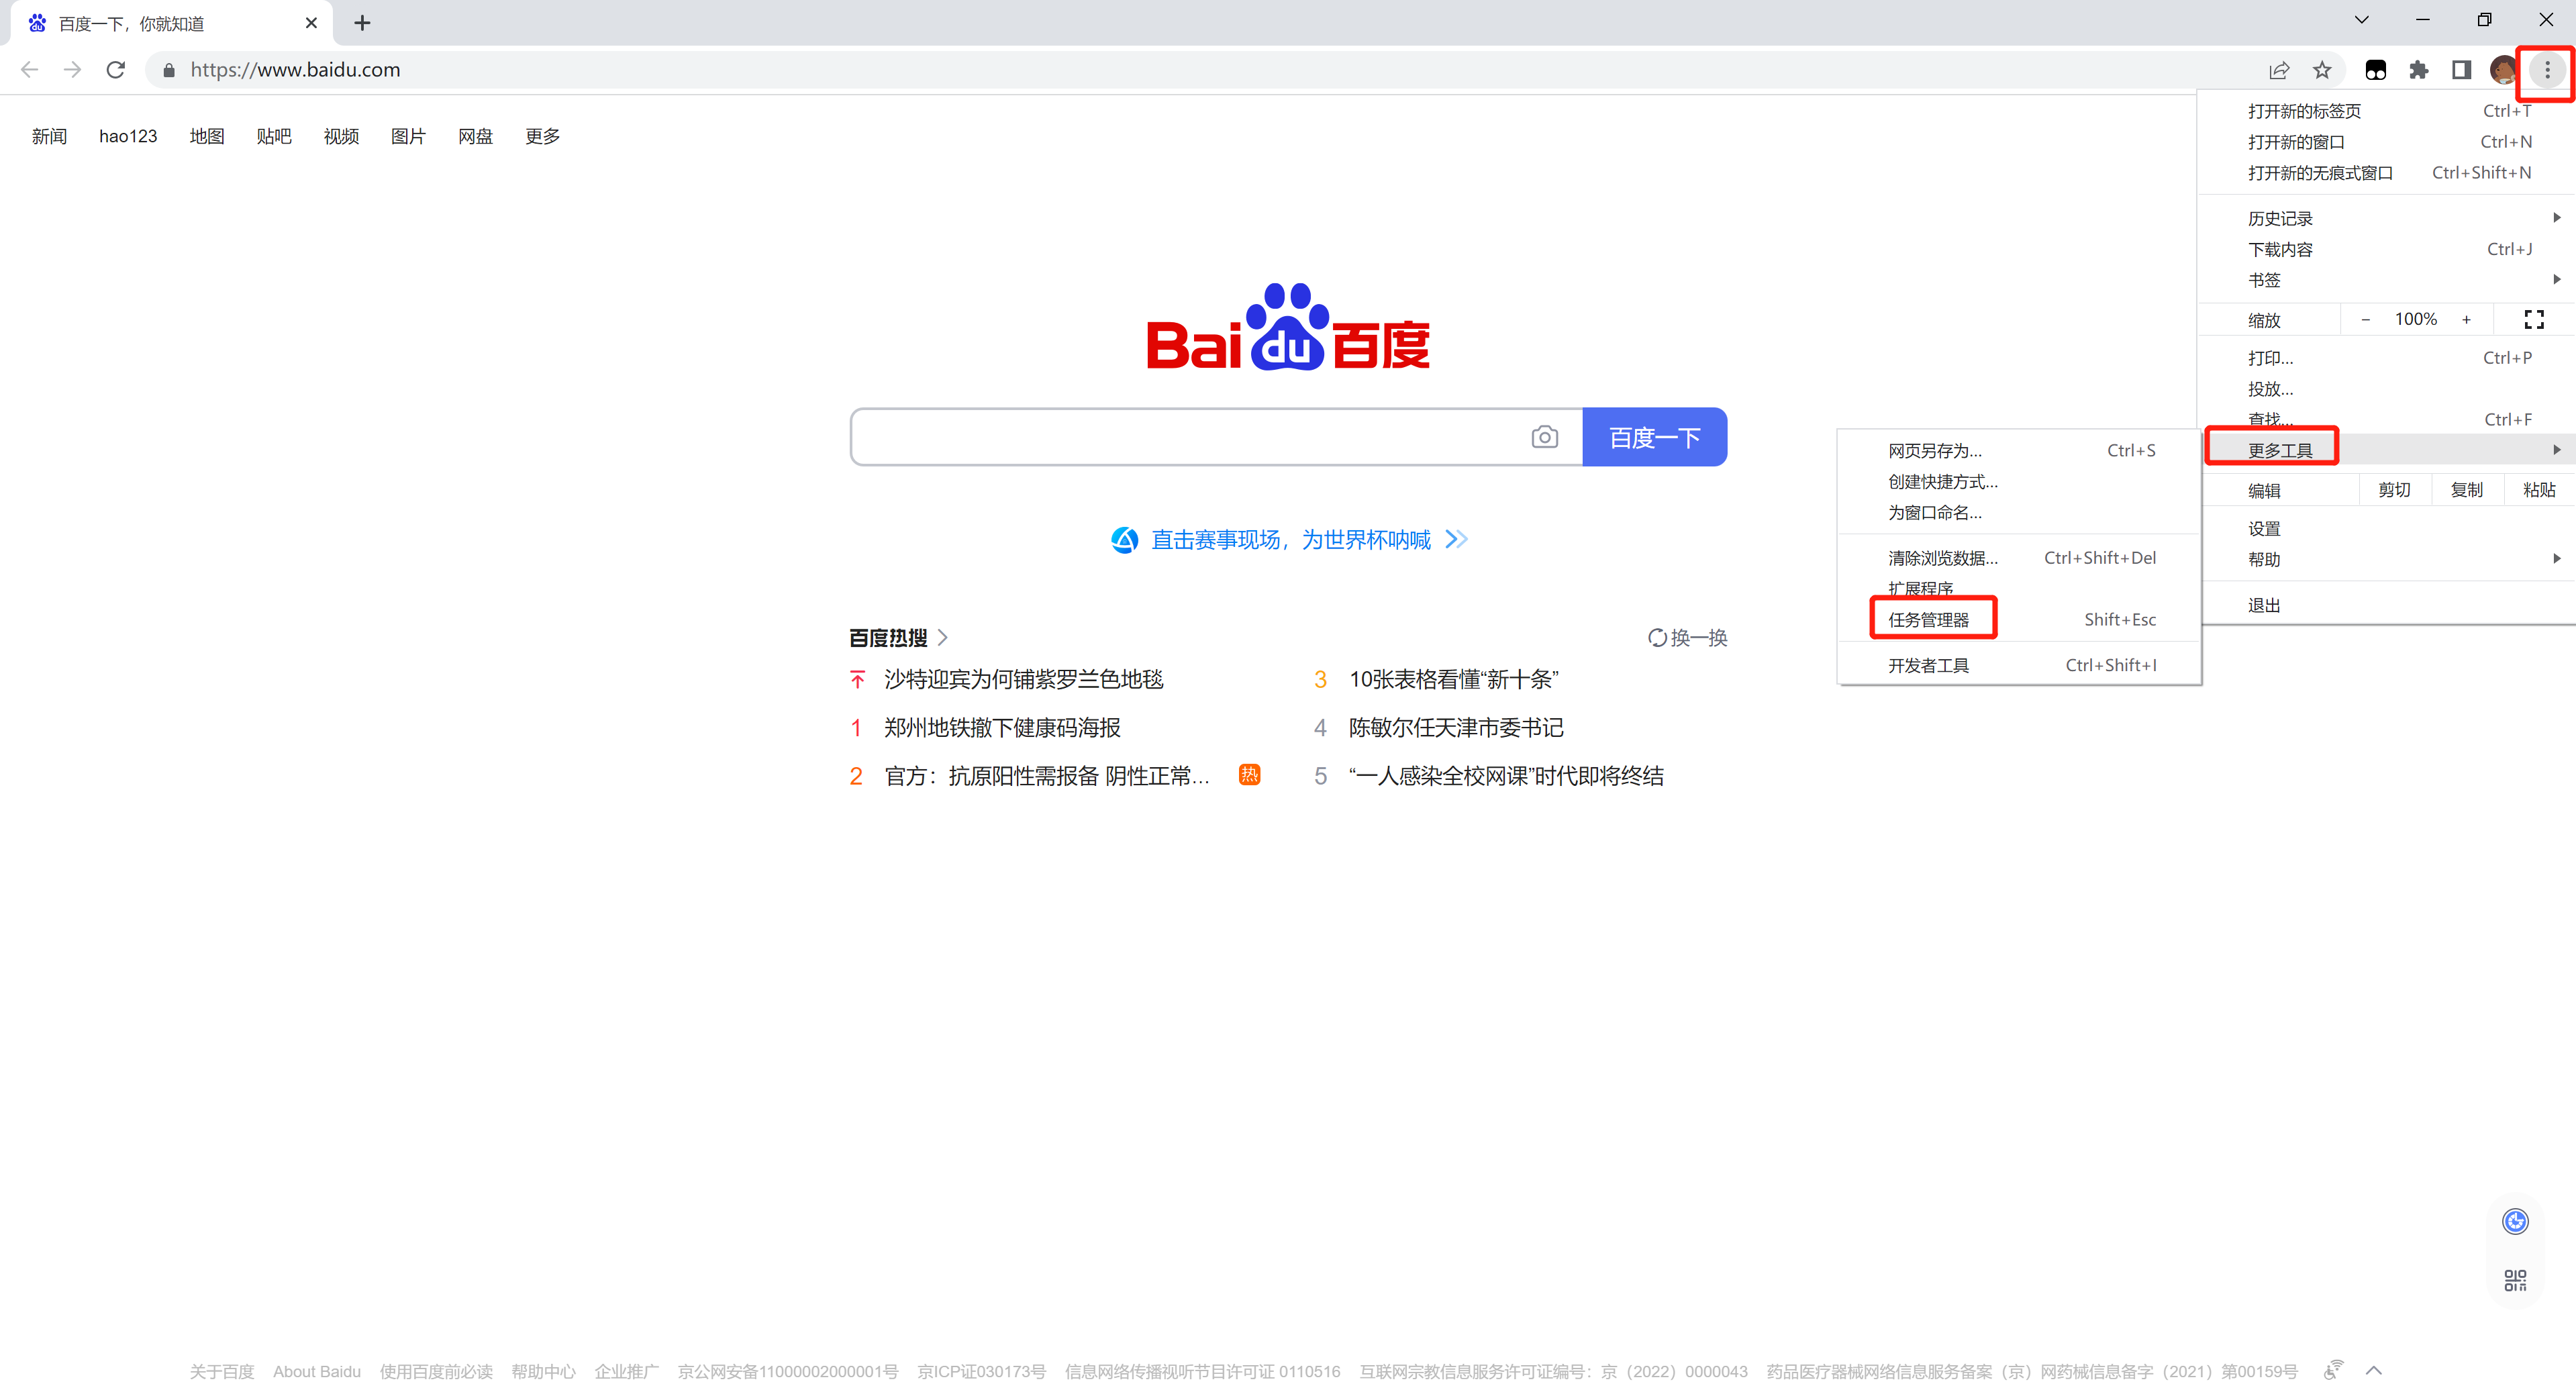 百度一下，你就知道
https://www.baidu.com
新闻 hao123 地图 贴吧 视频 图片 网盘 更多
打开新的标签页 Ctrl+T
打开新的窗口 Ctrl+N
打开新的无痕式窗口 Ctrl+Shift+N
历史记录
下载内容 Ctrl+J
书签
缩放 − 100% +
打印... Ctrl+P
投放...
查找... Ctrl+F
更多工具
编辑 剪切 复制 粘贴
设置
帮助
退出
网页另存为... Ctrl+S
创建快捷方式...
为窗口命名...
清除浏览数据... Ctrl+Shift+Del
扩展程序
任务管理器 Shift+Esc
开发者工具 Ctrl+Shift+I
Bai du 百度
百度一下
直击赛事现场，为世界杯呐喊
百度热搜 换一换
沙特迎宾为何铺紫罗兰色地毯
1 郑州地铁撤下健康码海报
2 官方：抗原阳性需报备 阴性正常... 热
3 10张表格看懂“新十条”
4 陈敏尔任天津市委书记
5 “一人感染全校网课”时代即将终结
关于百度 About Baidu 使用百度前必读 帮助中心 企业推广 京公网安备11000002000001号 京ICP证030173号 信息网络传播视听节目许可证 0110516 互联网宗教信息服务许可证编号：京（2022）0000043 药品医疗器械网络信息服务备案（京）网药械信息备字（2021）第00159号